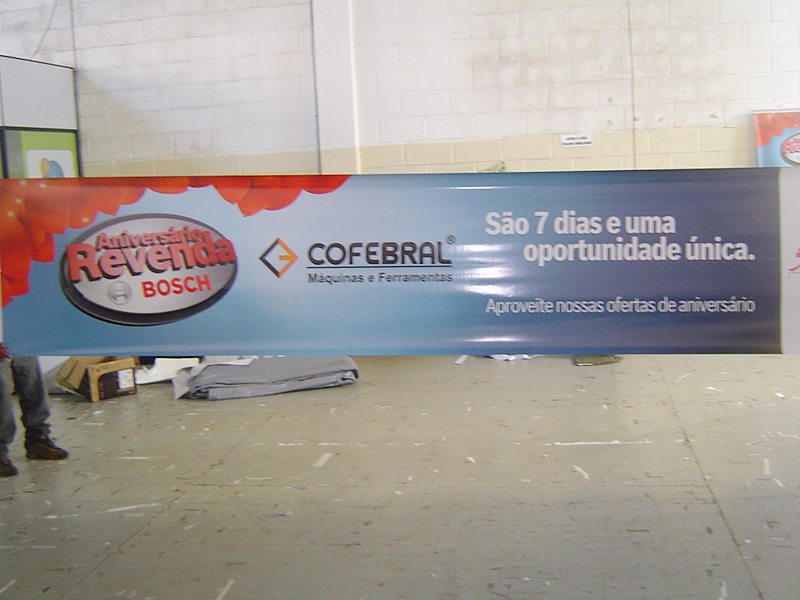 Aniversário
Revenda
BOSCH
COFEBRAL®
Máquinas e Ferramentas
São 7 dias e uma
oportunidade única.
Aproveite nossas ofertas de aniversário